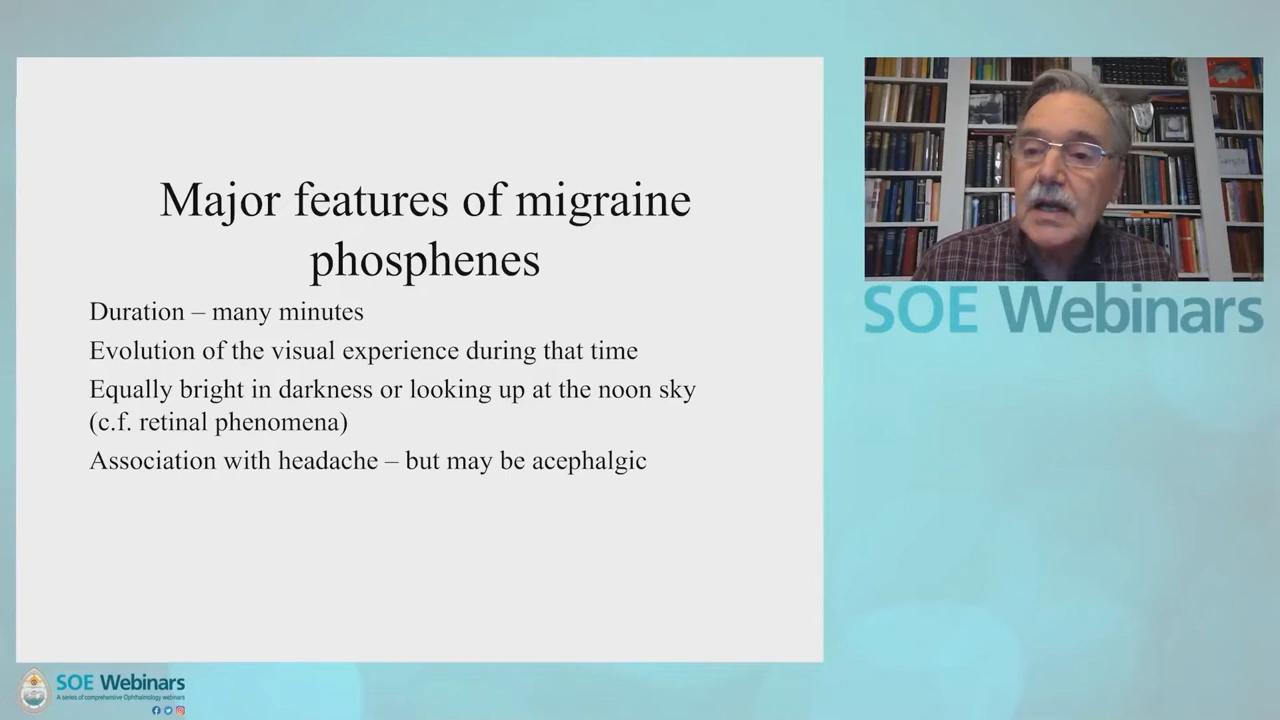 Major features of migraine
phosphenes
Duration – many minutes
Evolution of the visual experience during that time
Equally bright in darkness or looking up at the noon sky
(c.f. retinal phenomena)
Association with headache – but may be acephalgic
SOE Webinars
SOE Webinars
A series of comprehensive Ophthalmology webinars